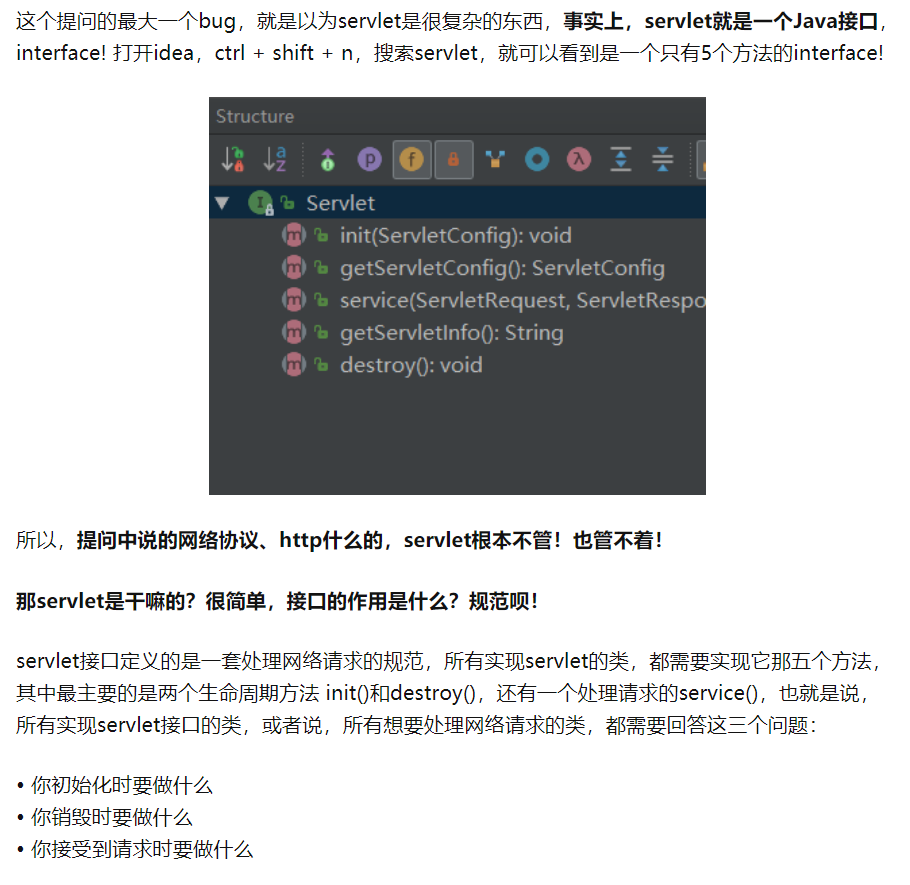 这个提问的最大一个bug，就是以为servlet是很复杂的东西，事实上，servlet就是一个Java接口，
interface! 打开idea，ctrl + shift + n，搜索servlet，就可以看到是一个只有5个方法的interface!
Structure
Servlet
init(ServletConfig): void
getServletConfig(): ServletConfig
service(ServletRequest, ServletRespo
getServletInfo(): String
destroy(): void
所以，提问中说的网络协议、http什么的，servlet根本不管！也管不着！
那servlet是干嘛的？很简单，接口的作用是什么？规范呗！
servlet接口定义的是一套处理网络请求的规范，所有实现servlet的类，都需要实现它那五个方法，
其中最主要的是两个生命周期方法 init()和destroy()，还有一个处理请求的service()，也就是说，
所有实现servlet接口的类，或者说，所有想要处理网络请求的类，都需要回答这三个问题：
• 你初始化时要做什么
• 你销毁时要做什么
• 你接受到请求时要做什么